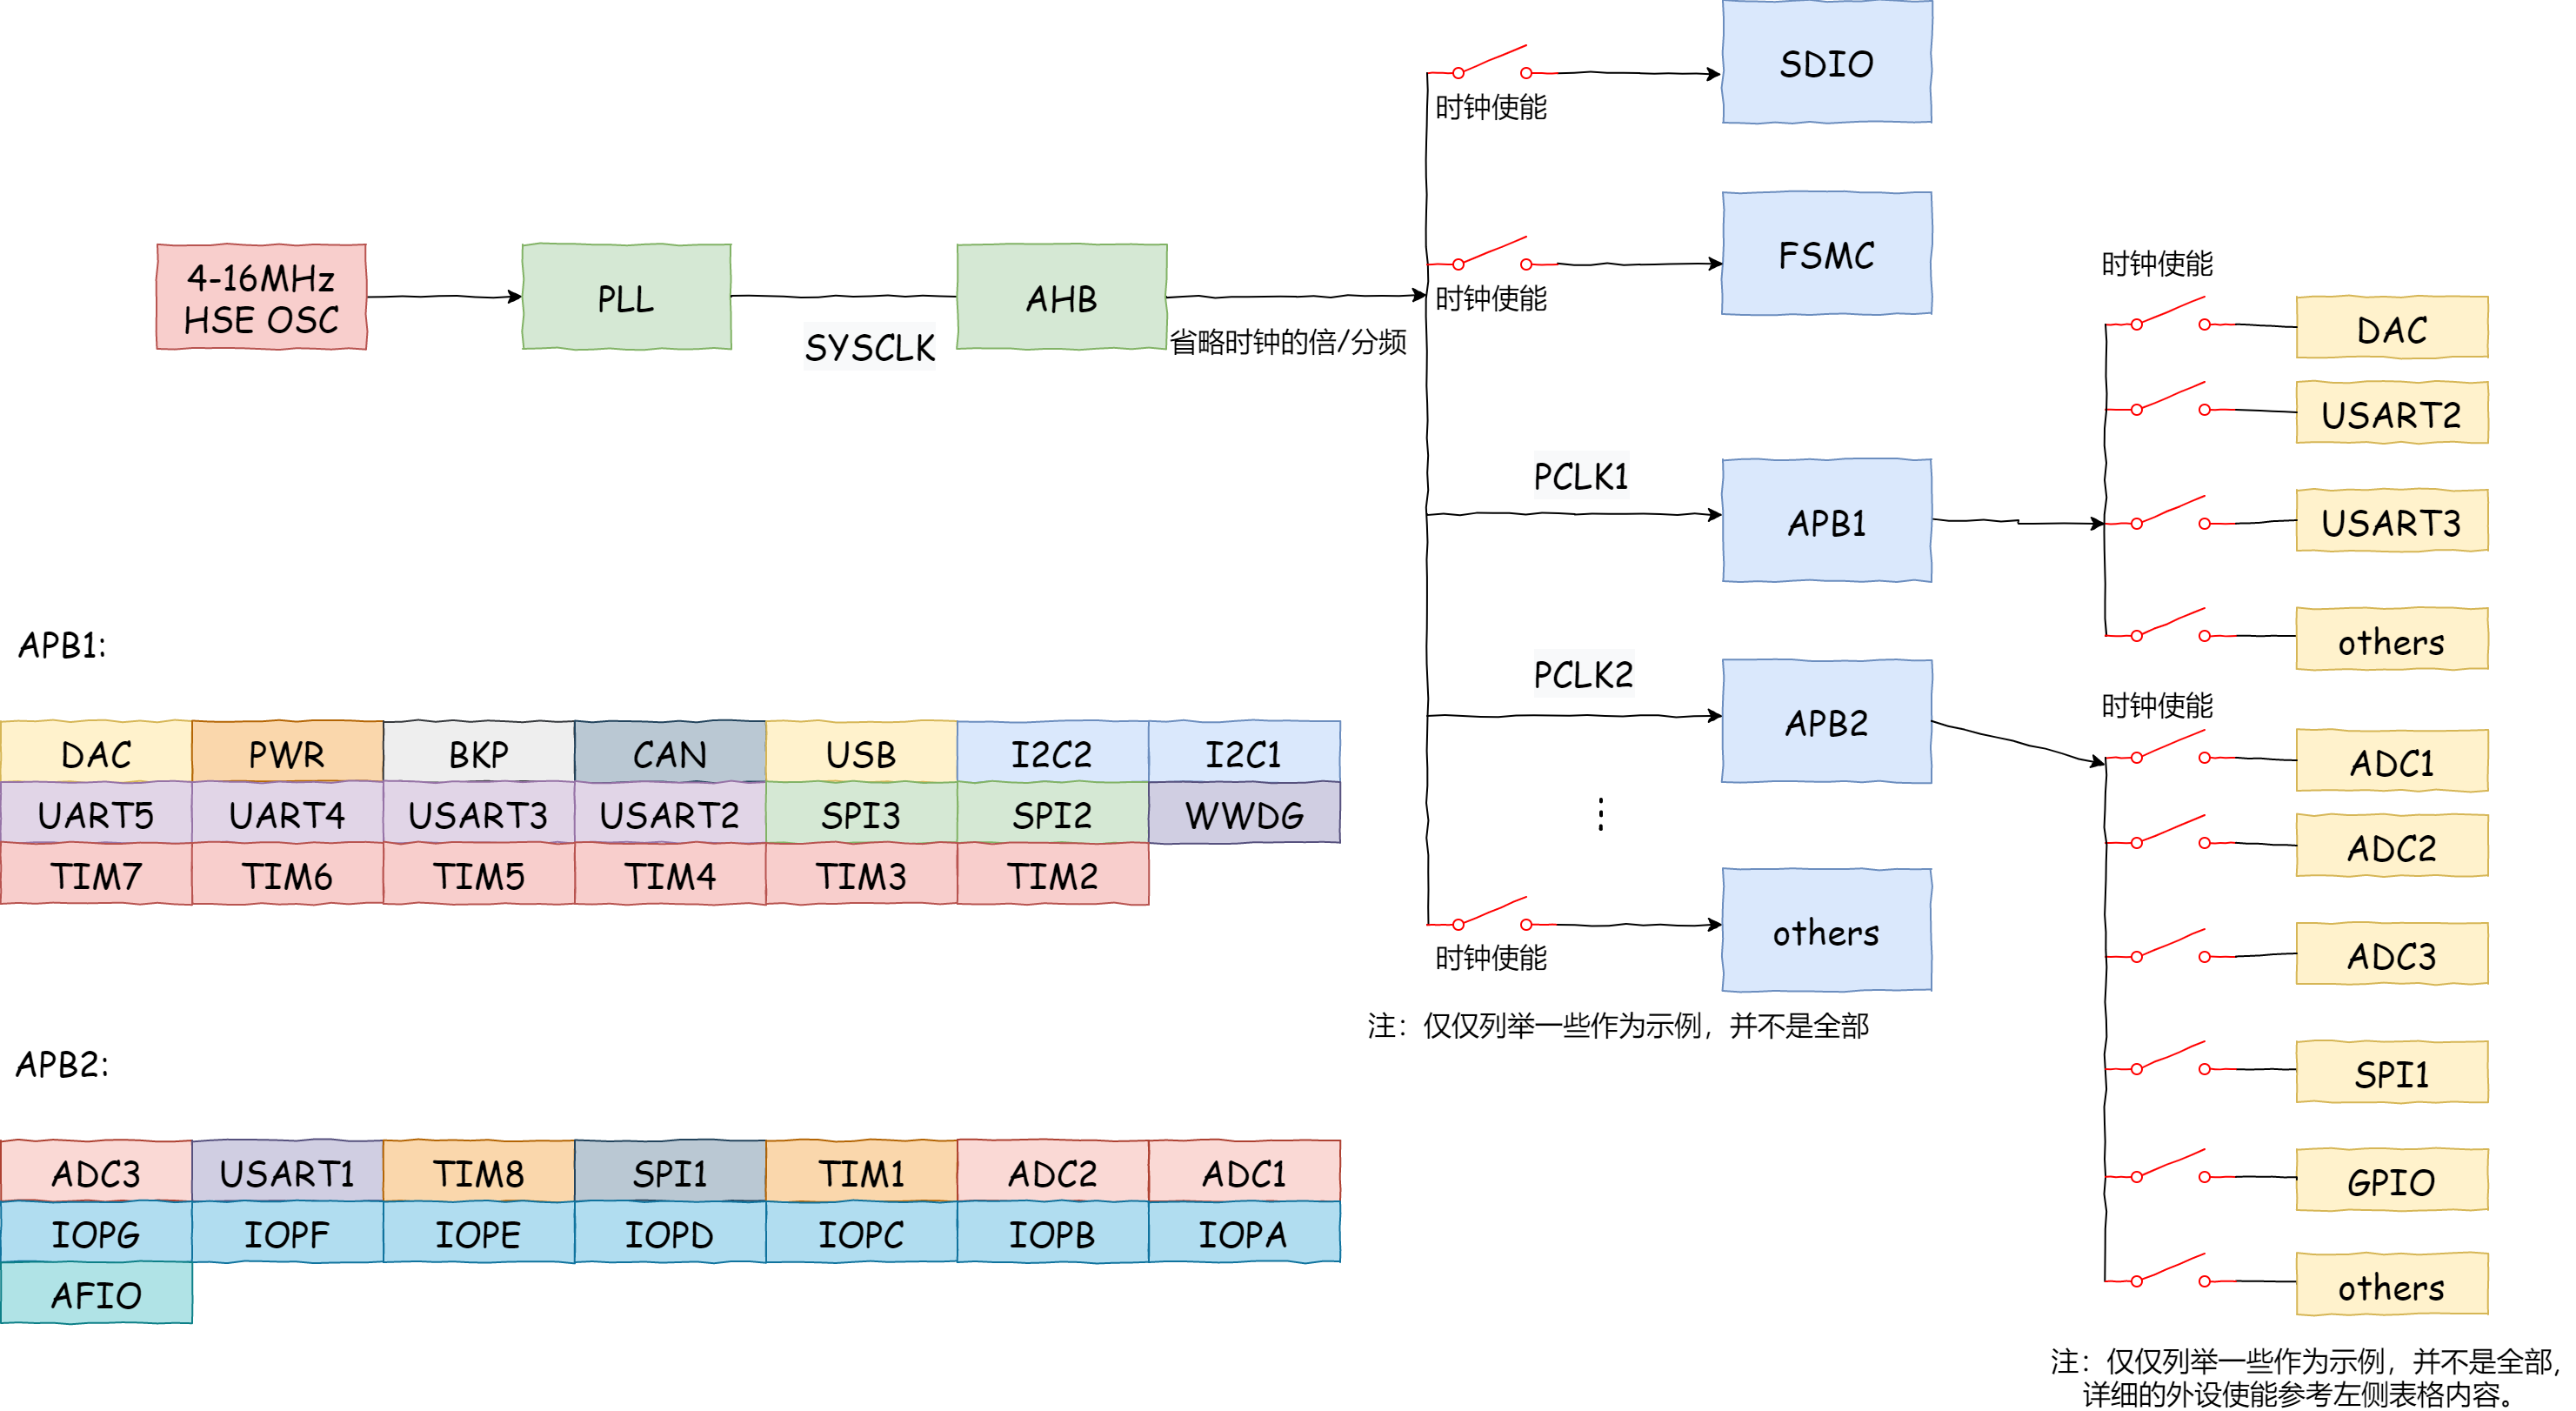 SDIO
时钟使能
FSMC
时钟使能
4-16MHz
HSE OSC
PLL
SYSCLK
AHB
省略时钟的倍/分频
PCLK1
APB1
PCLK2
APB2
⋮
others
时钟使能
注：仅仅列举一些作为示例，并不是全部
时钟使能
DAC
USART2
USART3
others
时钟使能
ADC1
ADC2
ADC3
SPI1
GPIO
others
注：仅仅列举一些作为示例，并不是全部，
详细的外设使能参考左侧表格内容。
APB1:
DAC PWR BKP CAN USB I2C2 I2C1
UART5 UART4 USART3 USART2 SPI3 SPI2 WWDG
TIM7 TIM6 TIM5 TIM4 TIM3 TIM2
APB2:
ADC3 USART1 TIM8 SPI1 TIM1 ADC2 ADC1
IOPG IOPF IOPE IOPD IOPC IOPB IOPA
AFIO